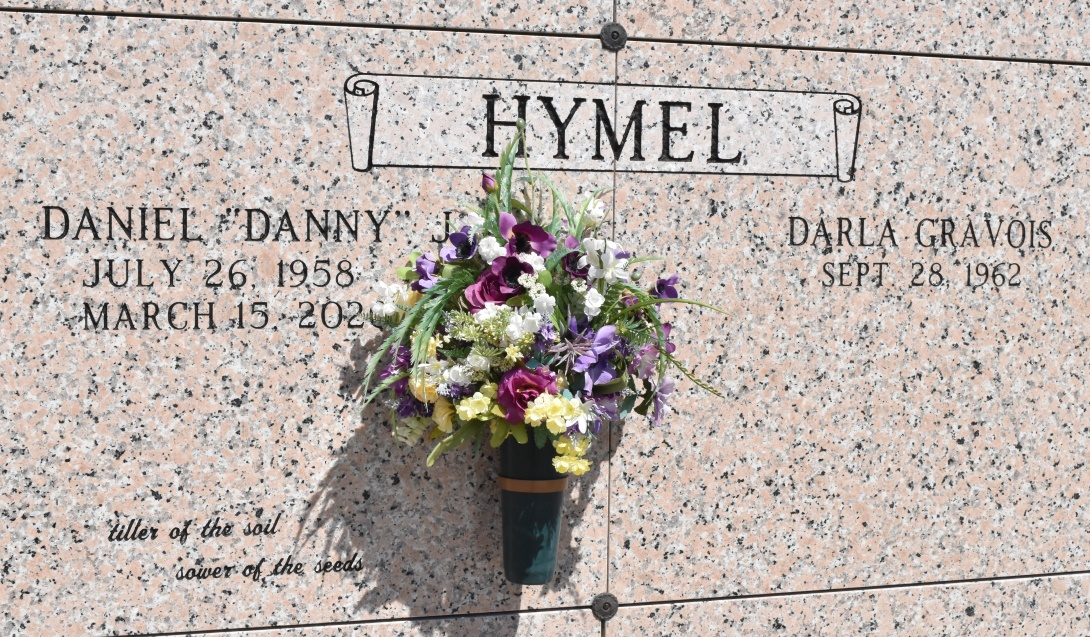 HYMEL
DANIEL "DANNY" J
JULY 26, 1958
MARCH 15, 202
DARLA GRAVOIS
SEPT. 28, 1962
tiller of the soil
sower of the seeds